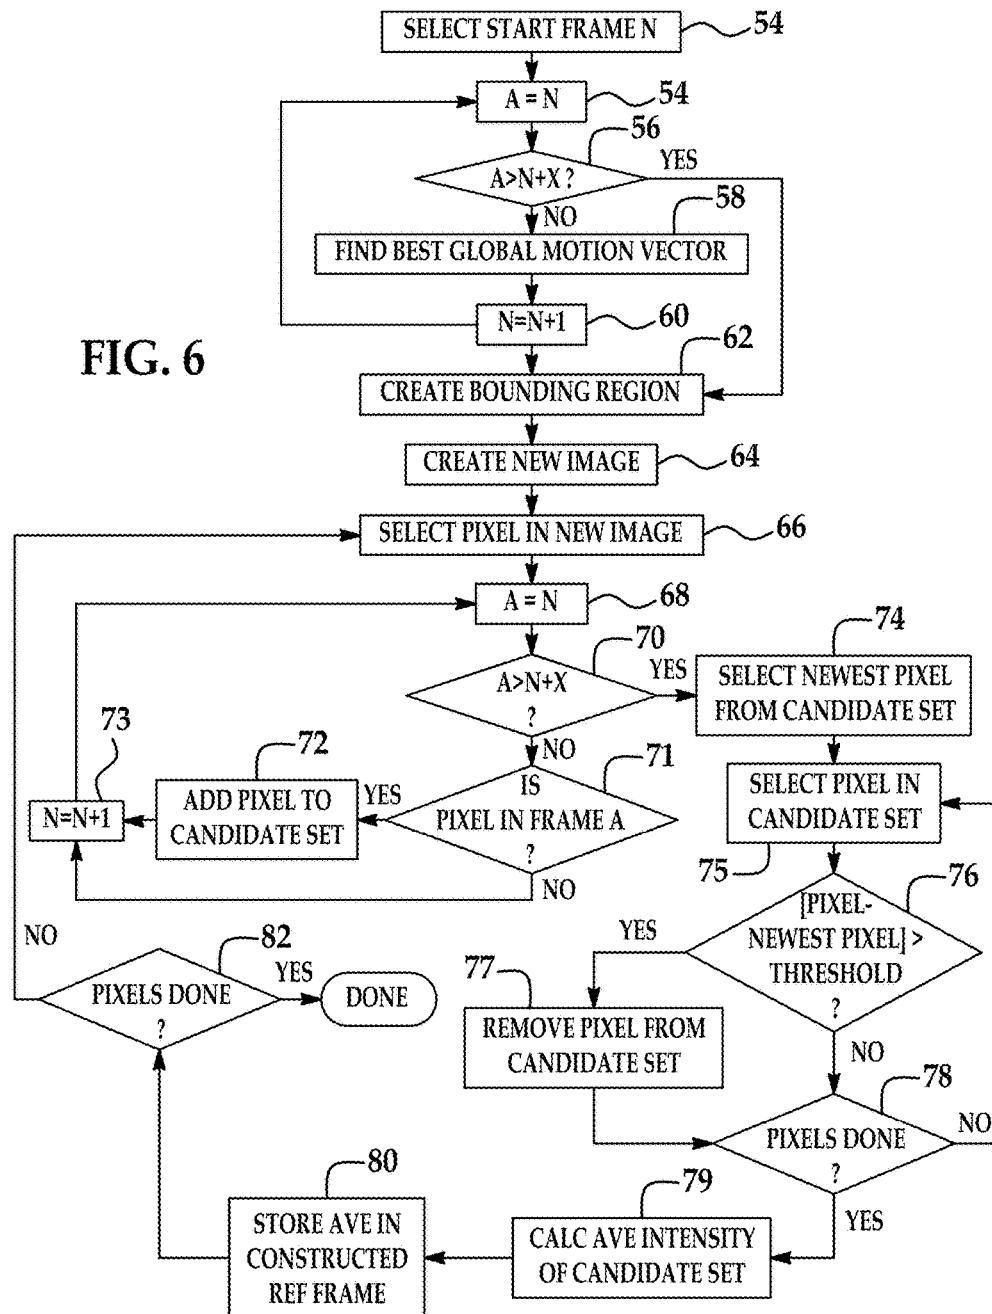 SELECT START FRAME N
54
A = N
54
56
A>N+X ?
YES
NO
58
FIND BEST GLOBAL MOTION VECTOR
N=N+1
60
FIG. 6
62
CREATE BOUNDING REGION
CREATE NEW IMAGE
64
SELECT PIXEL IN NEW IMAGE
66
A = N
68
70
A>N+X
?
YES
NO
74
SELECT NEWEST PIXEL
FROM CANDIDATE SET
73
N=N+1
72
ADD PIXEL TO
CANDIDATE SET
YES
71
IS
PIXEL IN FRAME A
?
NO
SELECT PIXEL IN
CANDIDATE SET
75
76
[PIXEL-
NEWEST PIXEL] >
THRESHOLD
?
YES
NO
NO
82
PIXELS DONE
?
YES
DONE
77
REMOVE PIXEL FROM
CANDIDATE SET
78
PIXELS DONE
?
NO
YES
80
STORE AVE IN
CONSTRUCTED
REF FRAME
79
CALC AVE INTENSITY
OF CANDIDATE SET